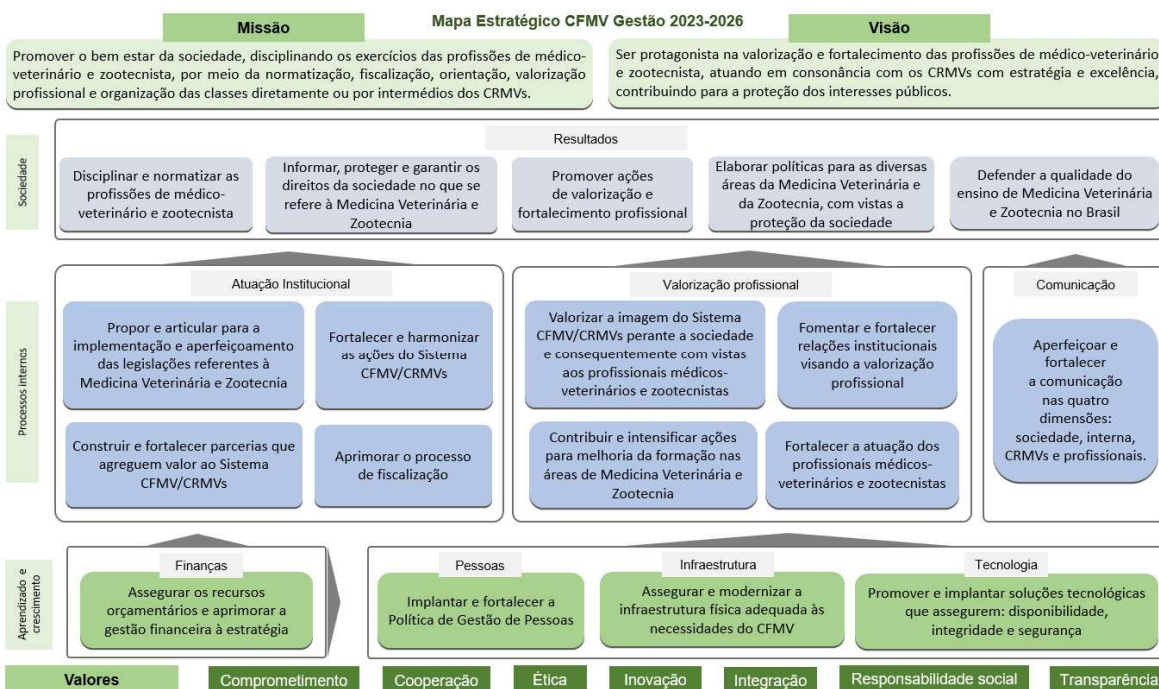 Mapa Estratégico CFMV Gestão 2023-2026
Missão
Promover o bem estar da sociedade, disciplinando os exercícios das profissões de médico-
veterinário e zootecnista, por meio da normatização, fiscalização, orientação, valorização
profissional e organização das classes diretamente ou por intermédios dos CRMVs.
Visão
Ser protagonista na valorização e fortalecimento das profissões de médico-veterinário
e zootecnista, atuando em consonância com os CRMVs com estratégia e excelência,
contribuindo para a proteção dos interesses públicos.
Sociedade
Resultados
Disciplinar e normatizar as
profissões de médico-
veterinário e zootecnista
Informar, proteger e garantir os
direitos da sociedade no que se
refere à Medicina Veterinária e
Zootecnia
Promover ações
de valorização e
fortalecimento profissional
Elaborar políticas para as diversas
áreas da Medicina Veterinária e
da Zootecnia, com vistas a
proteção da sociedade
Defender a qualidade do
ensino de Medicina Veterinária
e Zootecnia no Brasil
Processos internos
Atuação Institucional
Propor e articular para a
implementação e aperfeiçoamento
das legislações referentes à
Medicina Veterinária e Zootecnia
Fortalecer e harmonizar
as ações do Sistema
CFMV/CRMVs
Construir e fortalecer parcerias que
agreguem valor ao Sistema
CFMV/CRMVs
Aprimorar o processo
de fiscalização
Valorização profissional
Valorizar a imagem do Sistema
CFMV/CRMVs perante a sociedade
e consequentemente com vistas
aos profissionais médicos-
veterinários e zootecnistas
Fomentar e fortalecer
relações institucionais
visando a valorização
profissional
Contribuir e intensificar ações
para melhoria da formação nas
áreas de Medicina Veterinária e
Zootecnia
Fortalecer a atuação dos
profissionais médicos-
veterinários e zootecnistas
Comunicação
Aperfeiçoar e
fortalecer
a comunicação
nas quatro
dimensões:
sociedade, interna,
CRMVs e profissionais.
Aprendizado e
crescimento
Finanças
Assegurar os recursos
orçamentários e aprimorar a
gestão financeira à estratégia
Pessoas
Implantar e fortalecer a
Política de Gestão de Pessoas
Infraestrutura
Assegurar e modernizar a
infraestrutura física adequada às
necesidades do CFMV
Tecnologia
Promover e implantar soluções tecnológicas
que assegurem: disponibilidade,
integridade e segurança
Valores
Comprometimento
Cooperação
Ética
Inovação
Integração
Responsabilidade social
Transparência